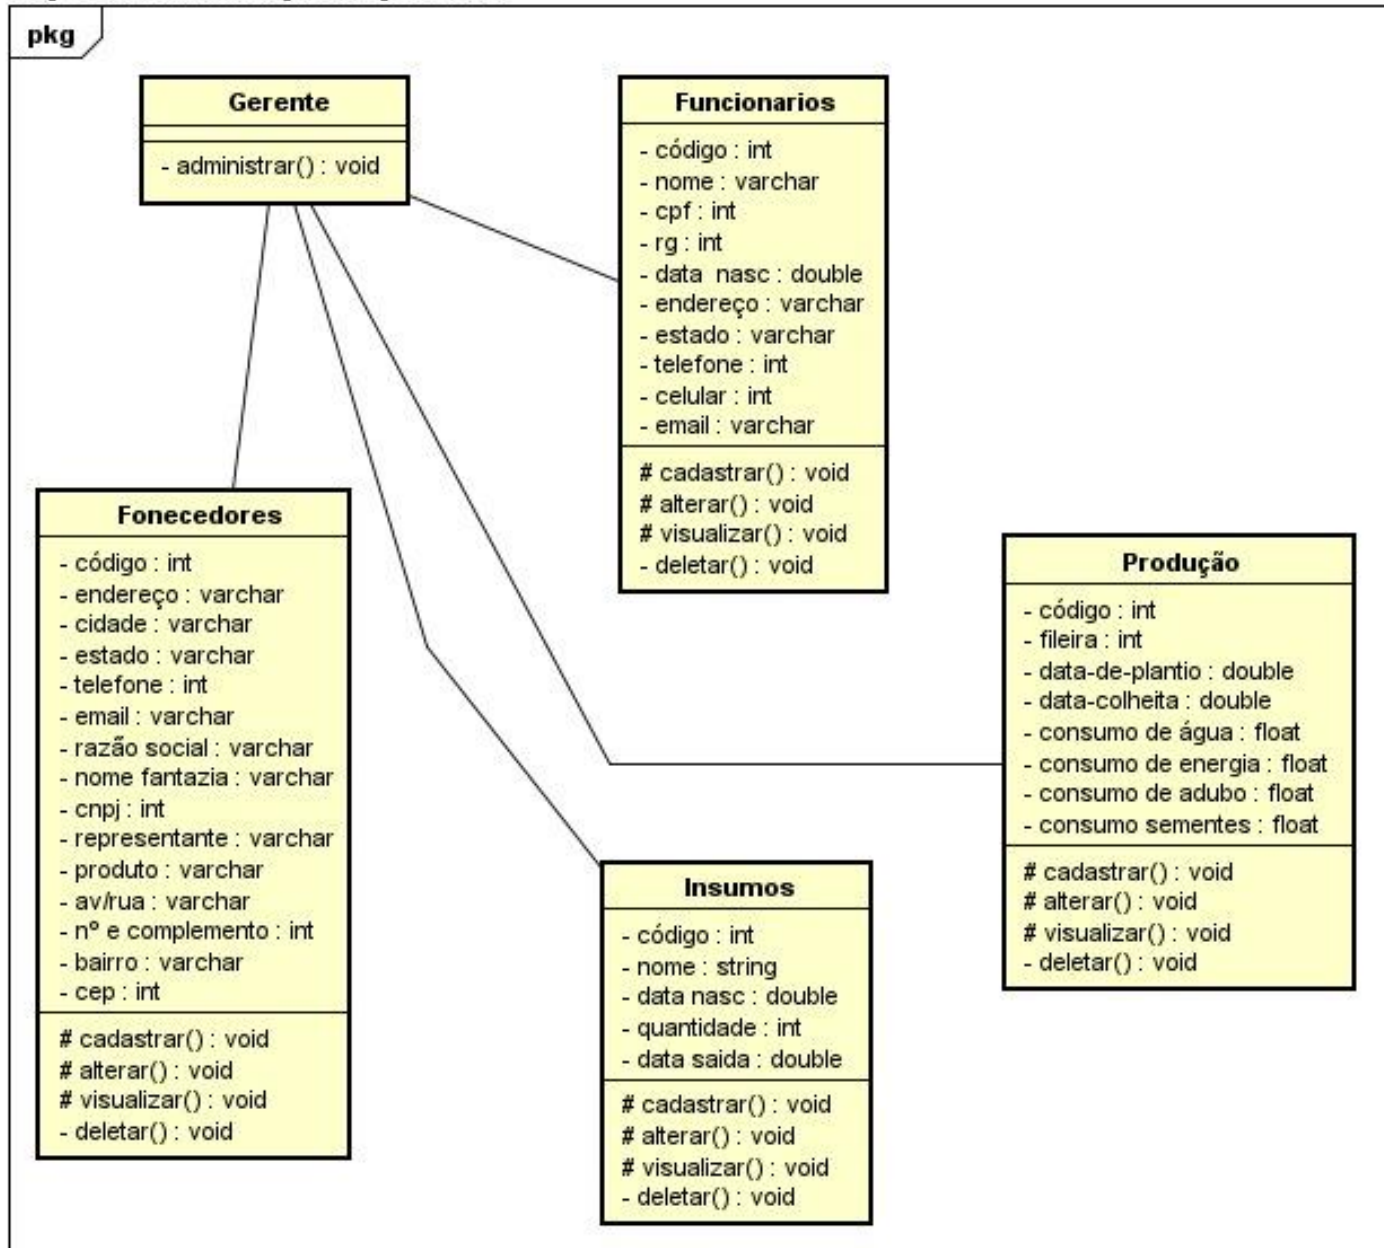 pkg
Gerente
- administrar() : void
Funcionarios
- código : int
- nome : varchar
- cpf : int
- rg : int
- data nasc : double
- endereço : varchar
- estado : varchar
- telefone : int
- celular : int
- email : varchar
# cadastrar() : void
# alterar() : void
# visualizar() : void
- deletar() : void
Fonecedores
- código : int
- endereço : varchar
- cidade : varchar
- estado : varchar
- telefone : int
- email : varchar
- razão social : varchar
- nome fantazia : varchar
- cnpj : int
- representante : varchar
- produto : varchar
- av/rua : varchar
- nº e complemento : int
- bairro : varchar
- cep : int
# cadastrar() : void
# alterar() : void
# visualizar() : void
- deletar() : void
Produção
- código : int
- fileira : int
- data-de-plantio : double
- data-colheita : double
- consumo de água : float
- consumo de energia : float
- consumo de adubo : float
- consumo sementes : float
# cadastrar() : void
# alterar() : void
# visualizar() : void
- deletar() : void
Insumos
- código : int
- nome : string
- data nasc : double
- quantidade : int
- data saida : double
# cadastrar() : void
# alterar() : void
# visualizar() : void
- deletar() : void